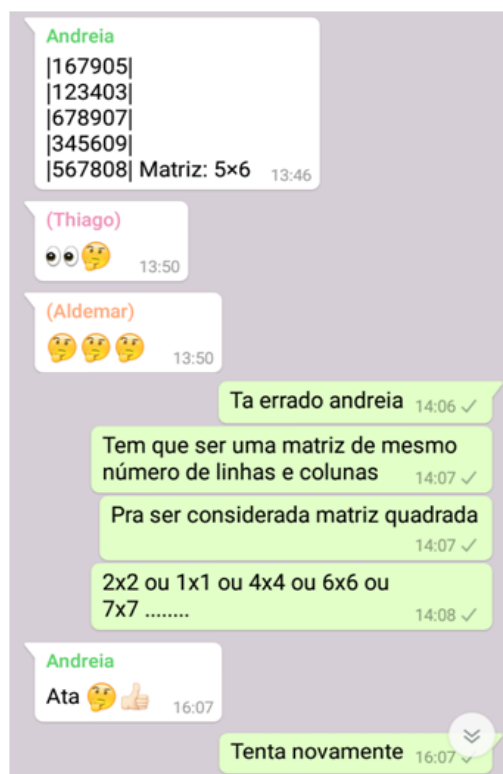 Andreia
|167905|
|123403|
|678907|
|345609|
|567808| Matriz: 5×6 13:46
(Thiago)
👀🤔 13:50
(Aldemar)
🤔🤔🤔 13:50
Ta errado andreia 14:06
Tem que ser uma matriz de mesmo
número de linhas e colunas 14:07
Pra ser considerada matriz quadrada
14:07
2x2 ou 1x1 ou 4x4 ou 6x6 ou
7x7 ........ 14:08
Andreia
Ata 🤔👍🏻 16:07
Tenta novamente 16:07